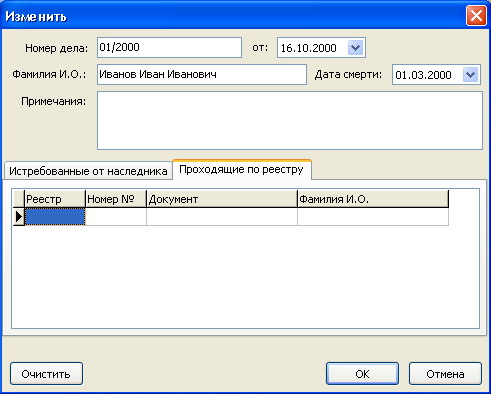 Изменить
Номер дела: 01/2000 от: 16.10.2000
Фамилия И.О.: Иванов Иван Иванович Дата смерти: 01.03.2000
Примечания:
Истребованные от наследника Проходящие по реестру
Реестр Номер № Документ Фамилия И.О.
Очистить OK Отмена